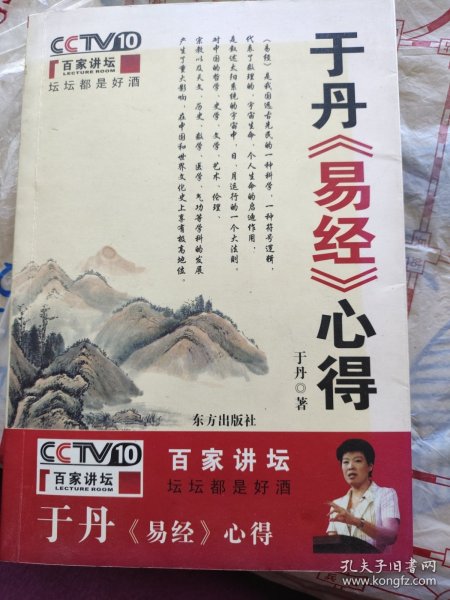 CCTV10
百家讲坛
LECTURE ROOM
坛坛都是好酒
于丹《易经》心得
于丹◎著
《易经》是我国远古先民的一种科学，一种符号逻辑，
代表了数理的、宇宙生命、个人生命的启迪作用，
是叙述太阳系统的宇宙中，日、月运行的一个大法则。
对中国的哲学、史学、文学、艺术、伦理、
宗教以及天文、历史、数学、医学、气功等学科的发展
产生了重大影响，在中国和世界文化史上享有极高地位。
东方出版社
CCTV10
百家讲坛
LECTURE ROOM
百家讲坛
坛坛都是好酒
于丹《易经》心得
孔夫子旧书网
www.kongfz.com